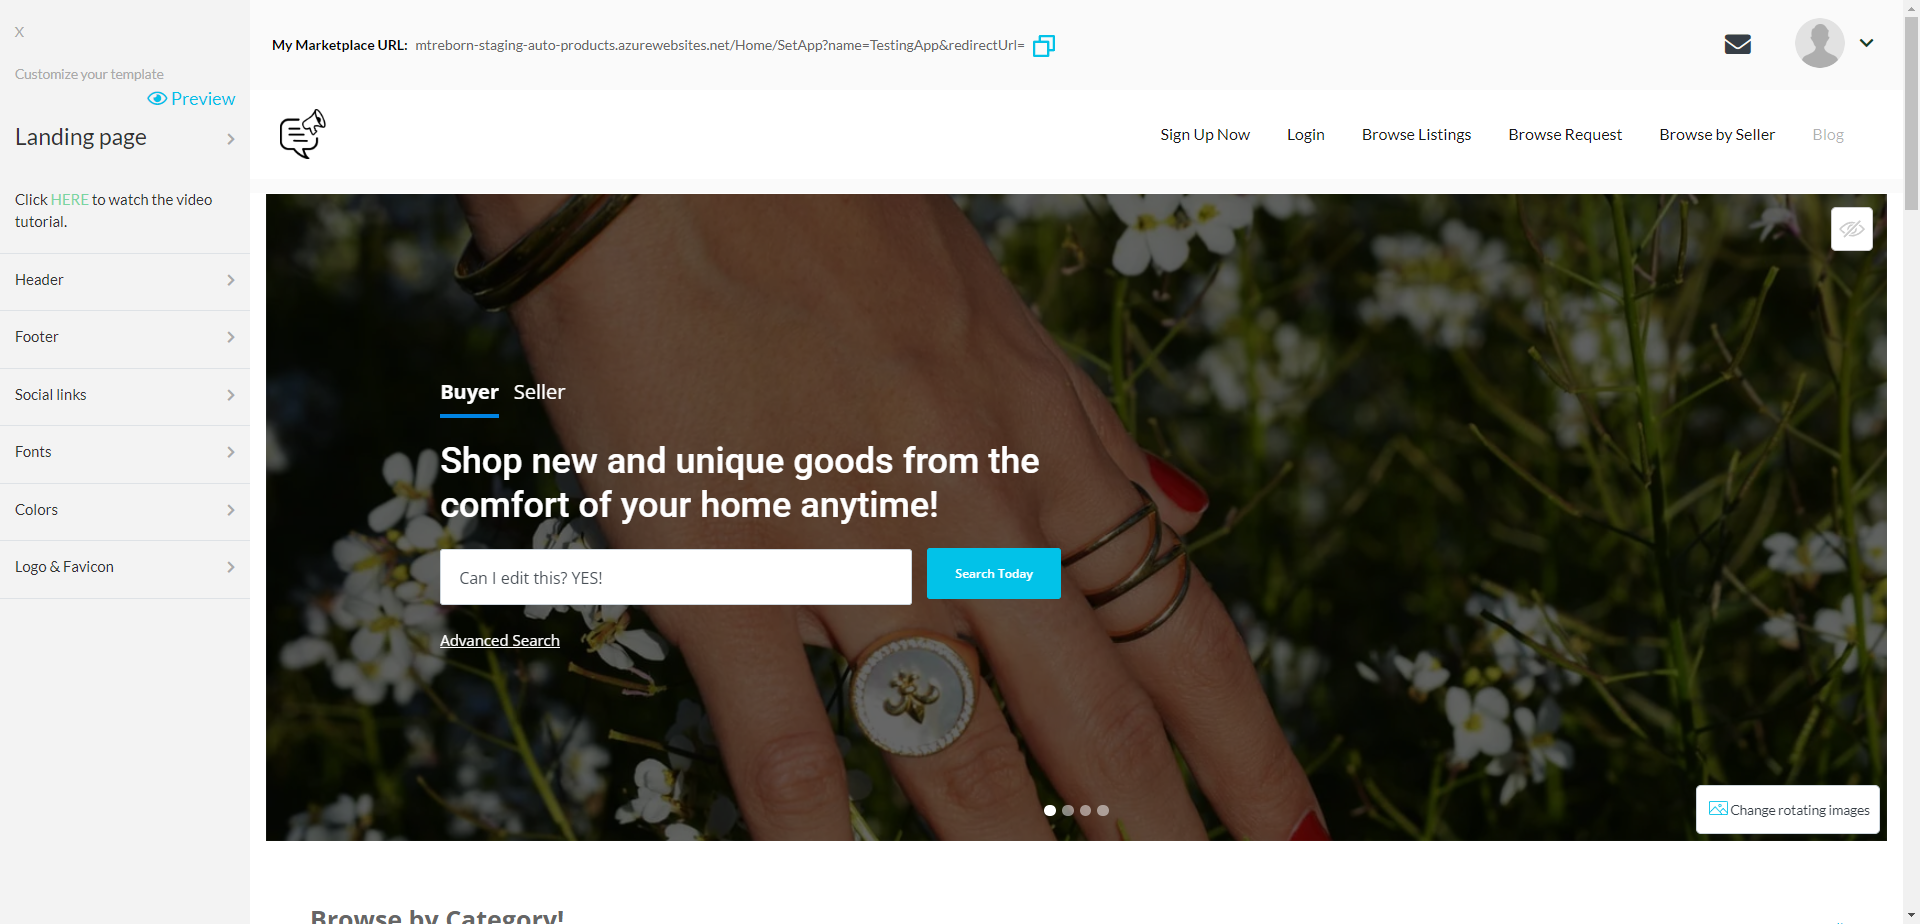 X
Customize your template
Preview
Landing page
Click HERE to watch the video
tutorial.
Header
Footer
Social links
Fonts
Colors
Logo & Favicon
My Marketplace URL: mtreborn-staging-auto-products.azurewebsites.net/Home/SetApp?name=TestingApp&redirectUrl=
Sign Up Now Login Browse Listings Browse Request Browse by Seller Blog
Buyer Seller
Shop new and unique goods from the
comfort of your home anytime!
Can I edit this? YES!
Search Today
Advanced Search
Change rotating images
Browse by Category!